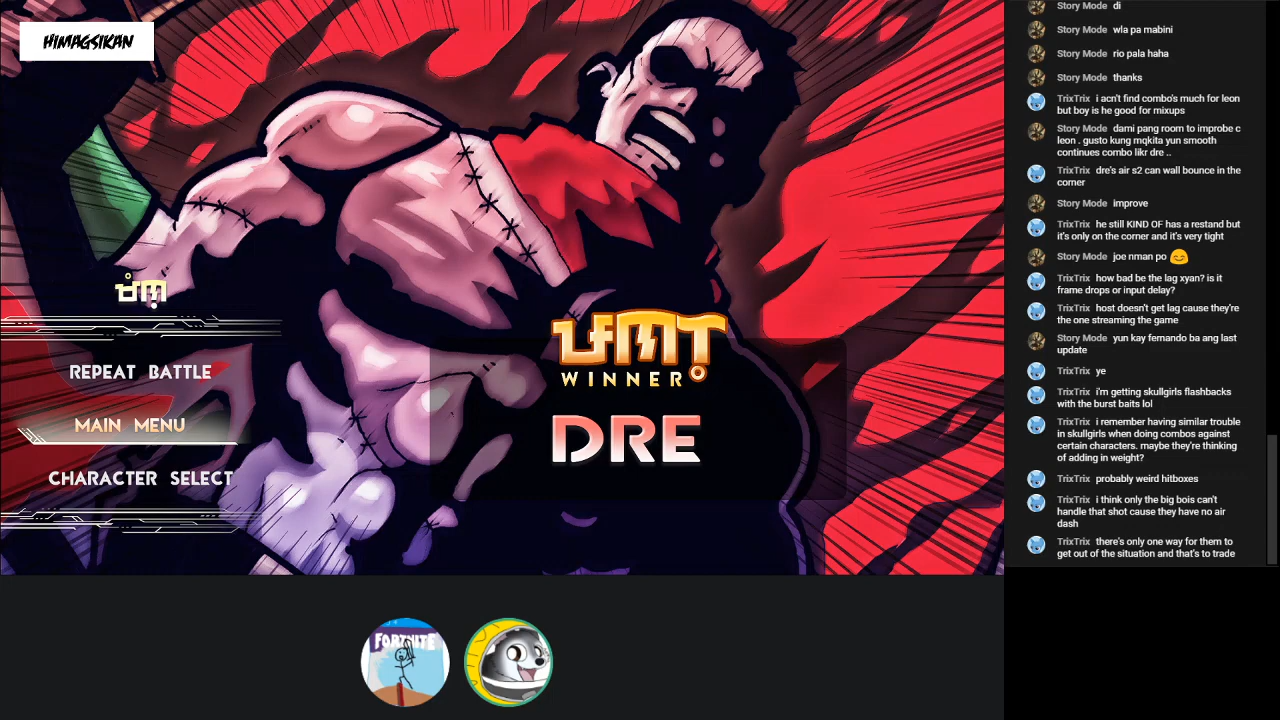 HIMAGSIKAN
REPEAT BATTLE
MAIN MENU
CHARACTER SELECT
WINNER
DRE
FORTNITE
Story Mode di
Story Mode wla pa mabini
Story Mode rio pala haha
Story Mode thanks
TrixTrix i acn't find combo's much for leon
but boy is he good for mixups
Story Mode dami pang room to improbe c
leon . gusto kung mqkita yun smooth
continues combo likr dre ..
TrixTrix dre's air s2 can wall bounce in the
corner
Story Mode improve
TrixTrix he still KIND OF has a restand but
it's only on the corner and it's very tight
Story Mode joe nman po 😊
TrixTrix how bad be the lag xyan? is it
frame drops or input delay?
TrixTrix host doesn't get lag cause they're
the one streaming the game
Story Mode yun kay fernando ba ang last
update
TrixTrix ye
TrixTrix i'm getting skullgirls flashbacks
with the burst baits lol
TrixTrix i remember having similar trouble
in skullgirls when doing combos against
certain characters. maybe they're thinking
of adding in weight?
TrixTrix probably weird hitboxes
TrixTrix i think only the big bois can't
handle that shot cause they have no air
dash
TrixTrix there's only one way for them to
get out of the situation and that's to trade